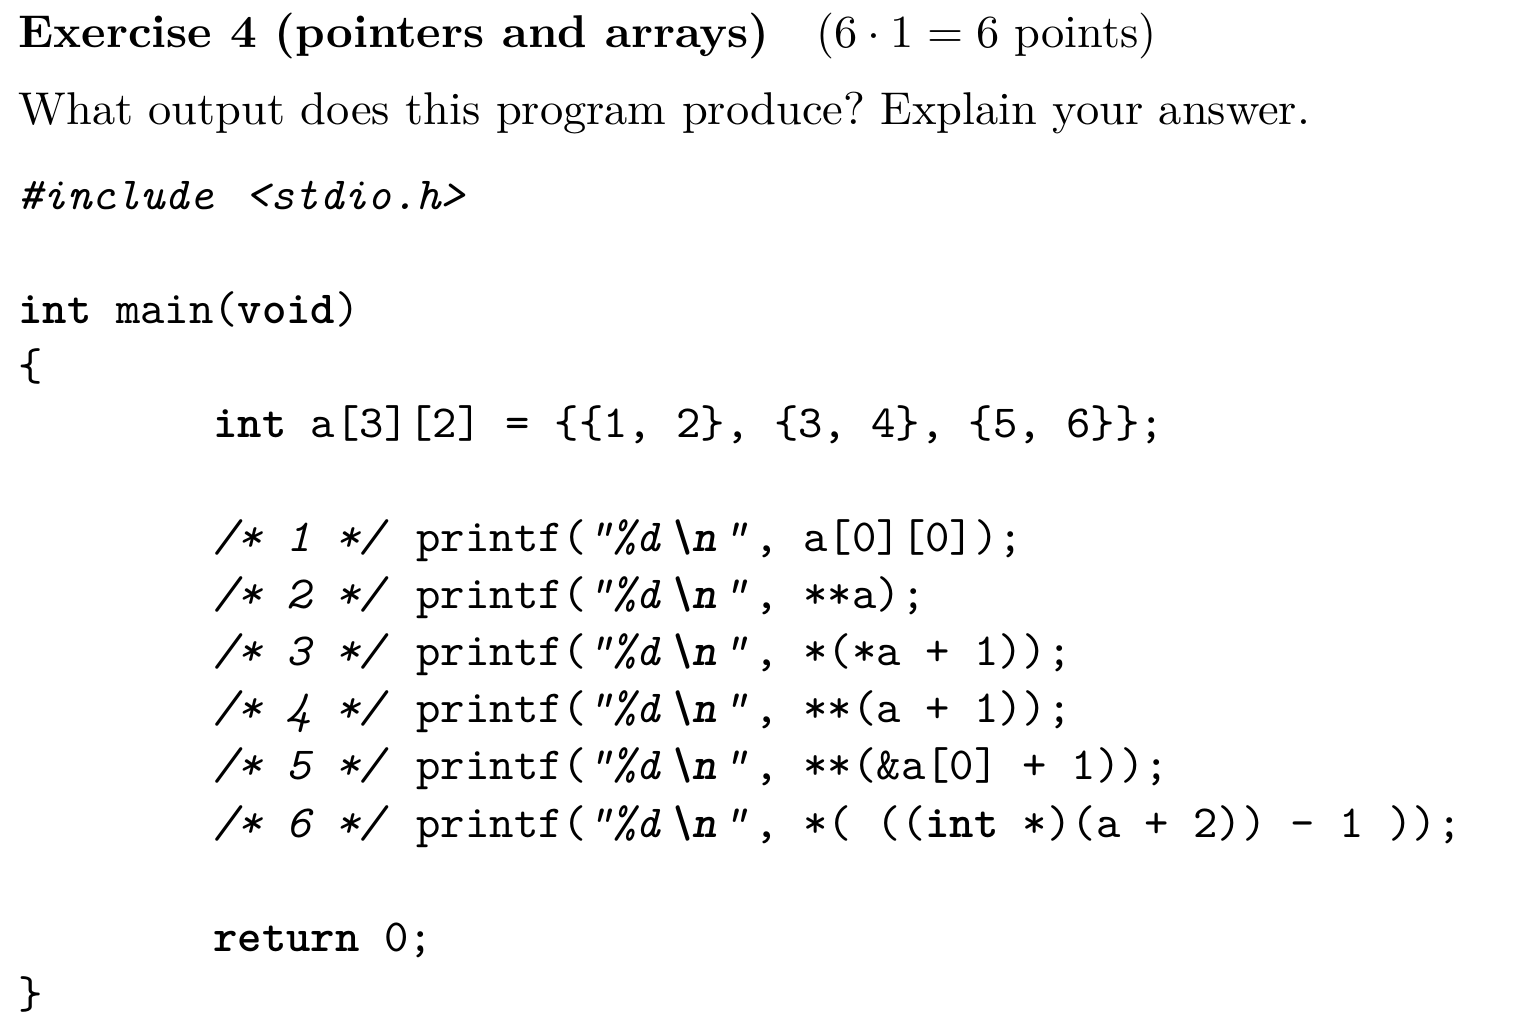 Exercise 4 (pointers and arrays) (6 · 1 = 6 points)
What output does this program produce? Explain your answer.
#include <stdio.h>
int main(void)
{
int a[3][2] = {{1, 2}, {3, 4}, {5, 6}};
/* 1 */ printf("%d\n", a[0][0]);
/* 2 */ printf("%d\n", **a);
/* 3 */ printf("%d\n", *(*a + 1));
/* 4 */ printf("%d\n", **(a + 1));
/* 5 */ printf("%d\n", **(&a[0] + 1));
/* 6 */ printf("%d\n", *( ((int *)(a + 2)) - 1 ));
return 0;
}